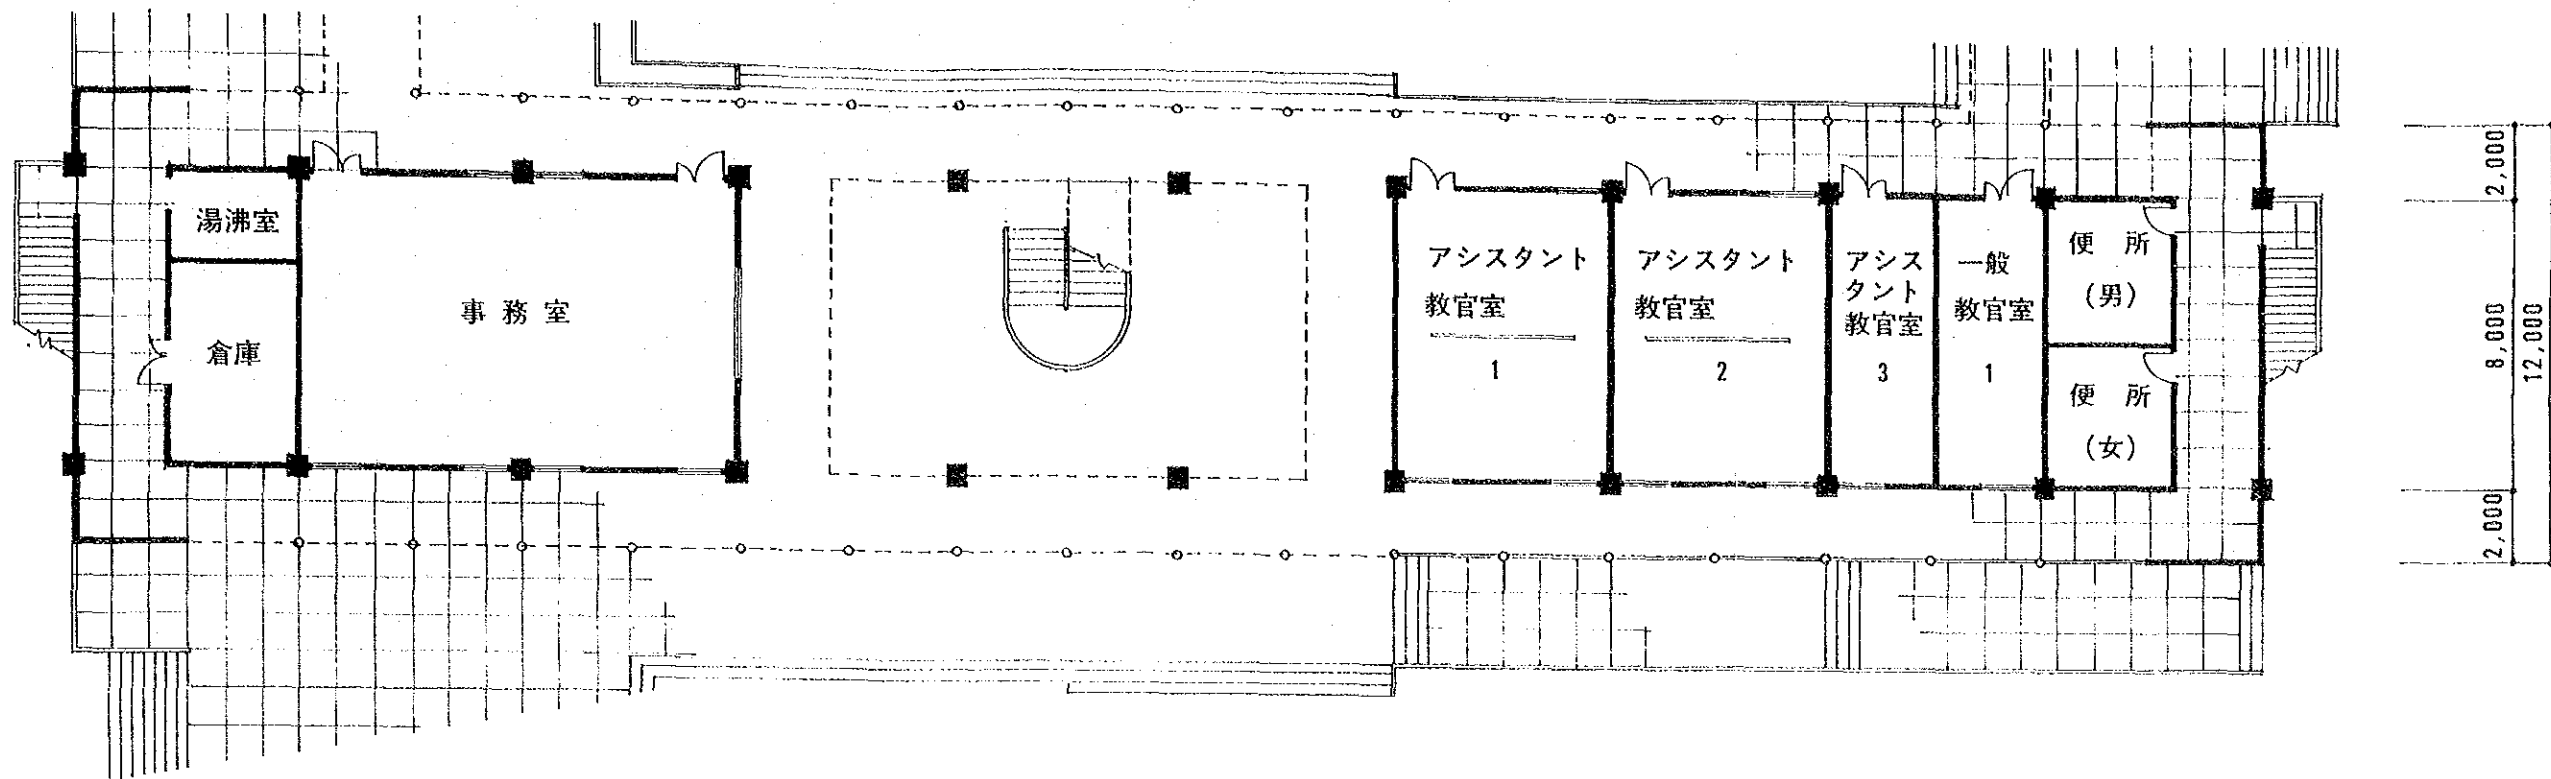 湯沸室
倉庫
事務室
アシスタント
教官室
1
アシスタント
教官室
2
アシス
タント
教官室
3
一般
教官室
1
便 所
(男)
便 所
(女)
2,000
8,000
12,000
2,000